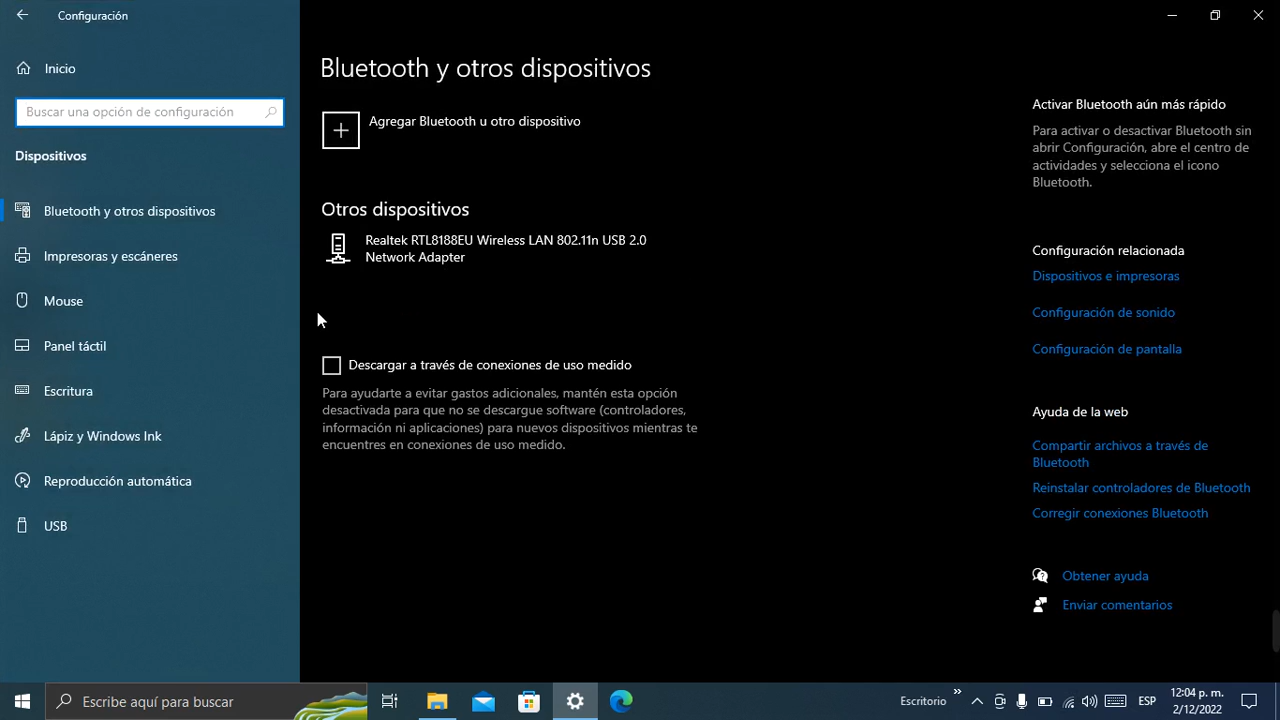 Configuración
Inicio
Buscar una opción de configuración
Dispositivos
Bluetooth y otros dispositivos
Impresoras y escáneres
Mouse
Panel táctil
Escritura
Lápiz y Windows Ink
Reproducción automática
USB
Bluetooth y otros dispositivos
Agregar Bluetooth u otro dispositivo
Otros dispositivos
Realtek RTL8188EU Wireless LAN 802.11n USB 2.0
Network Adapter
Descargar a través de conexiones de uso medido
Para ayudarte a evitar gastos adicionales, mantén esta opción
desactivada para que no se descargue software (controladores,
información ni aplicaciones) para nuevos dispositivos mientras te
encuentres en conexiones de uso medido.
Activar Bluetooth aún más rápido
Para activar o desactivar Bluetooth sin
abrir Configuración, abre el centro de
actividades y selecciona el icono
Bluetooth.
Configuración relacionada
Dispositivos e impresoras
Configuración de sonido
Configuración de pantalla
Ayuda de la web
Compartir archivos a través de
Bluetooth
Reinstalar controladores de Bluetooth
Corregir conexiones Bluetooth
Obtener ayuda
Enviar comentarios
Escribe aquí para buscar
Escritorio
ESP
12:04 p. m.
2/12/2022